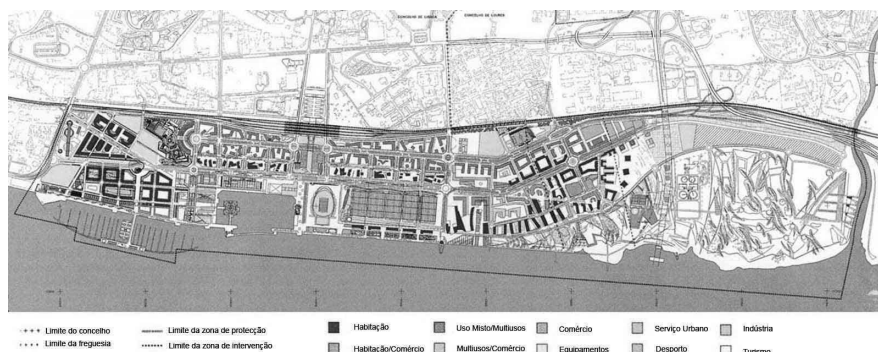 CONCELHO DE LISBOA CONCELHO DE LOURES
Limite do concelho Limite da zona de protecção Habitação Uso Misto/Multiusos Comércio Serviço Urbano Indústria
Limite da freguesia Limite da zona de intervenção Habitação/Comércio Multiusos/Comércio Equipamentos Desporto Turismo